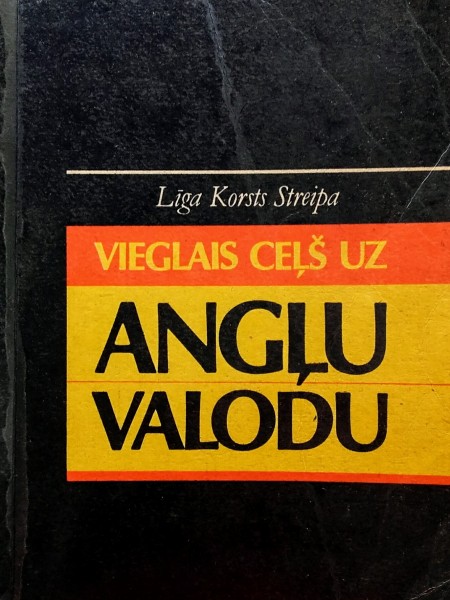 Līga Korsts Streipa
VIEGLAIS CEĻŠ UZ
ANGĻU
VALODU